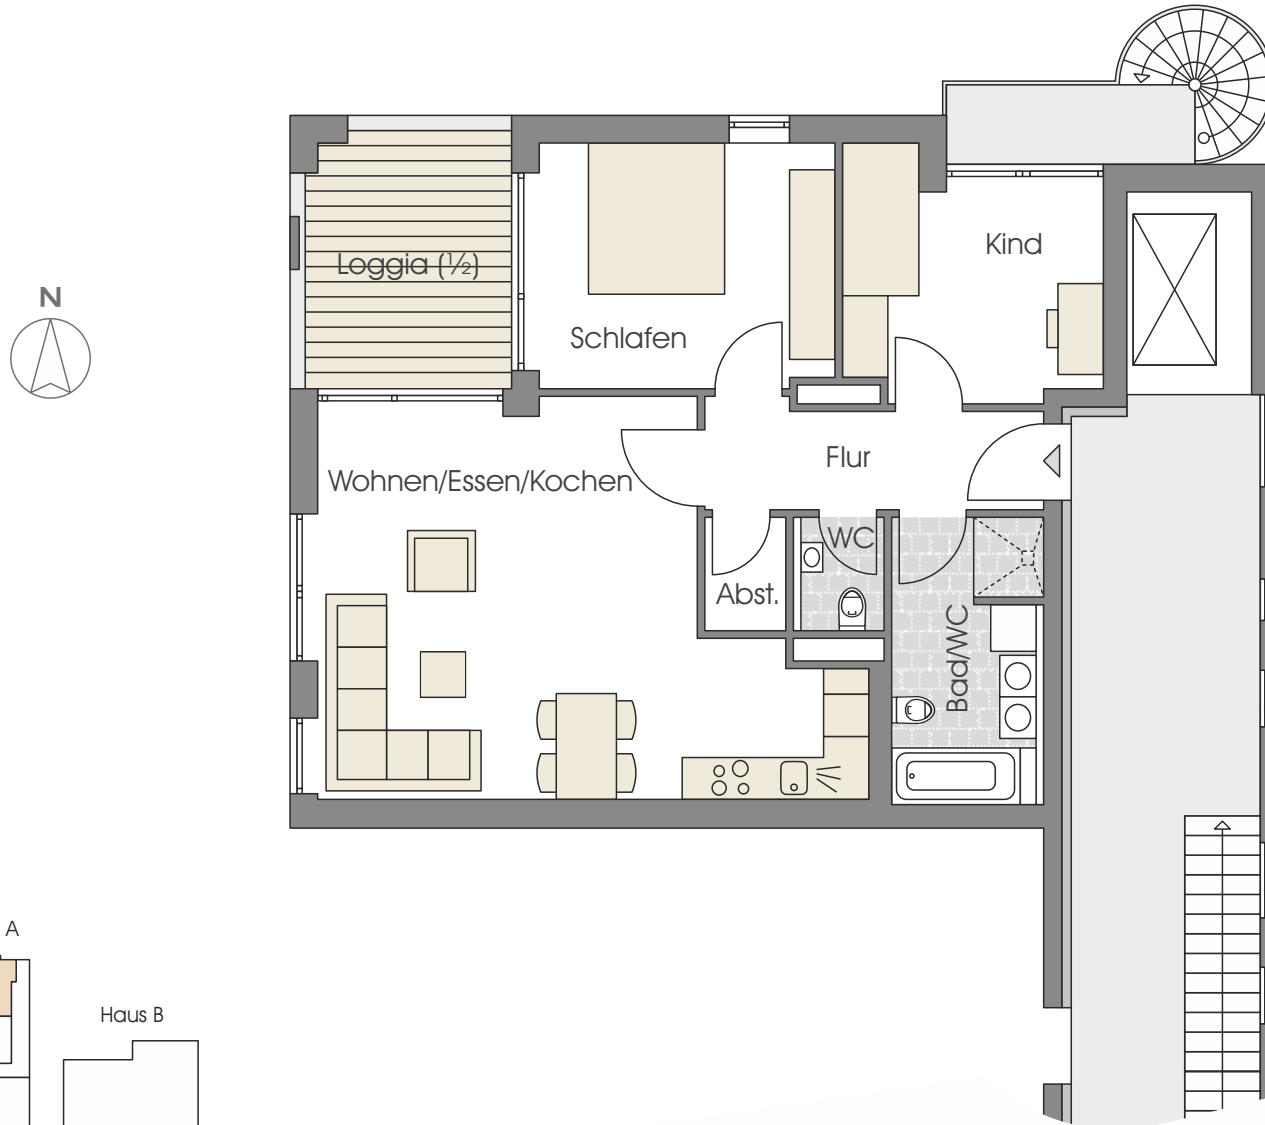 N
Loggia (½)
Schlafen
Kind
Wohnen/Essen/Kochen
Flur
WC
Abst.
Bad/WC
A
Haus B